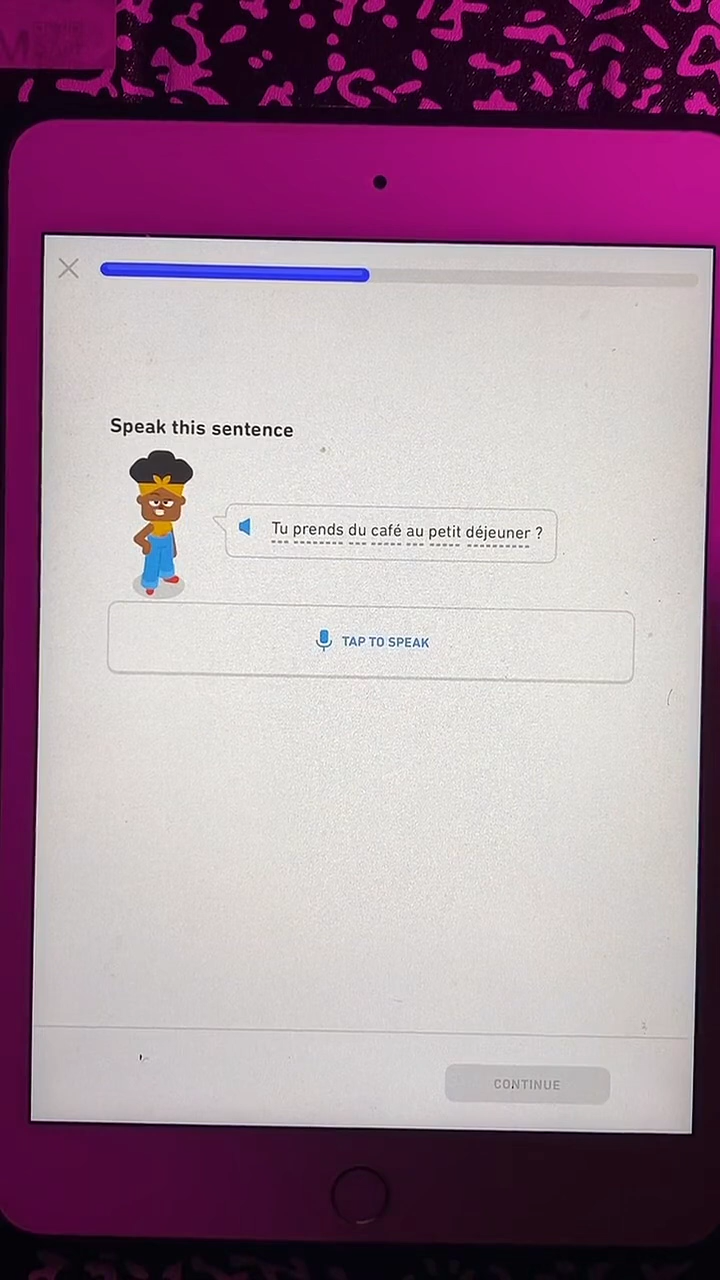 Speak this sentence
Tu prends du café au petit déjeuner ?
TAP TO SPEAK
CONTINUE